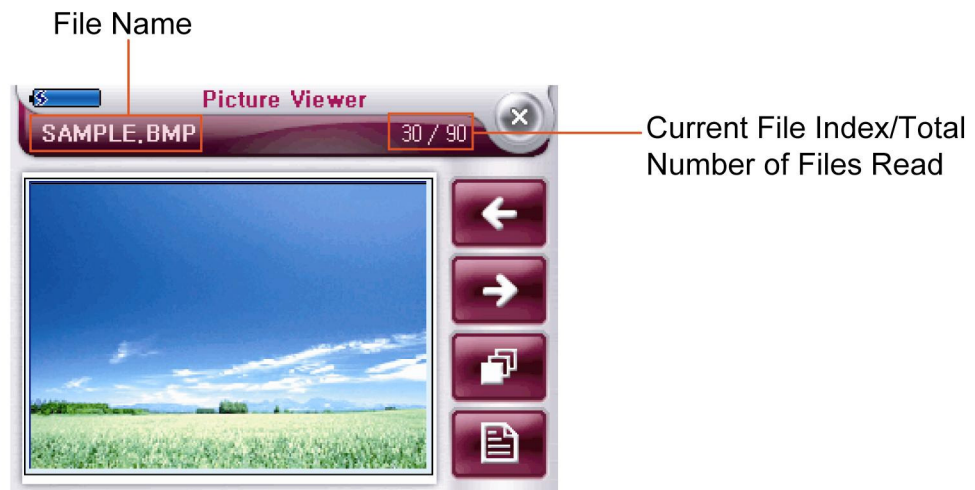 File Name
Picture Viewer
SAMPLE.BMP
30 / 90
Current File Index/Total
Number of Files Read